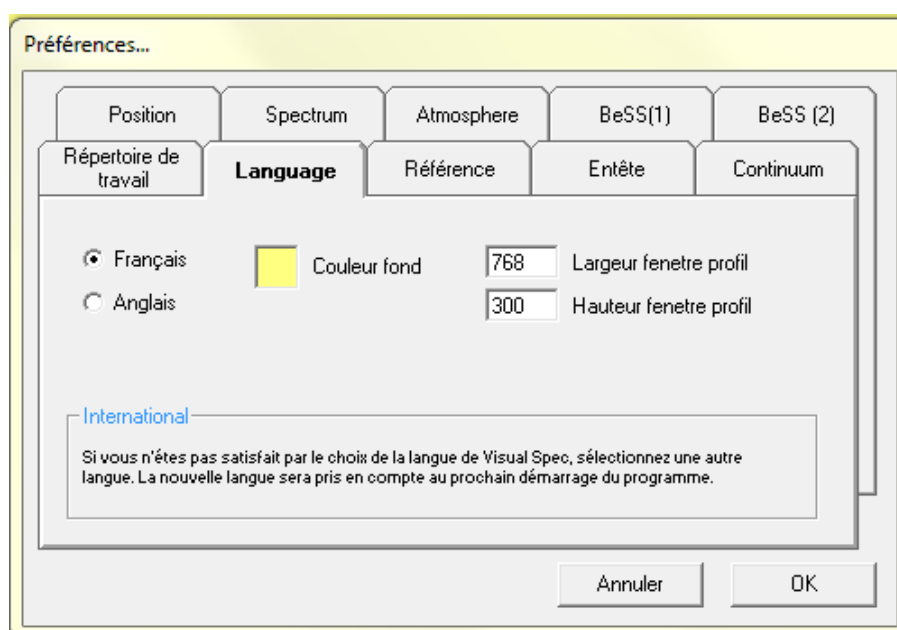 Préférences...
Position
Spectrum
Atmosphere
BeSS(1)
BeSS (2)
Répertoire de
travail
Language
Référence
Entête
Continuum
Français
Couleur fond
768
Largeur fenetre profil
Anglais
300
Hauteur fenetre profil
International
Si vous n'étes pas satisfait par le choix de la langue de Visual Spec, sélectionnez une autre
langue. La nouvelle langue sera pris en compte au prochain démarrage du programme.
Annuler
OK